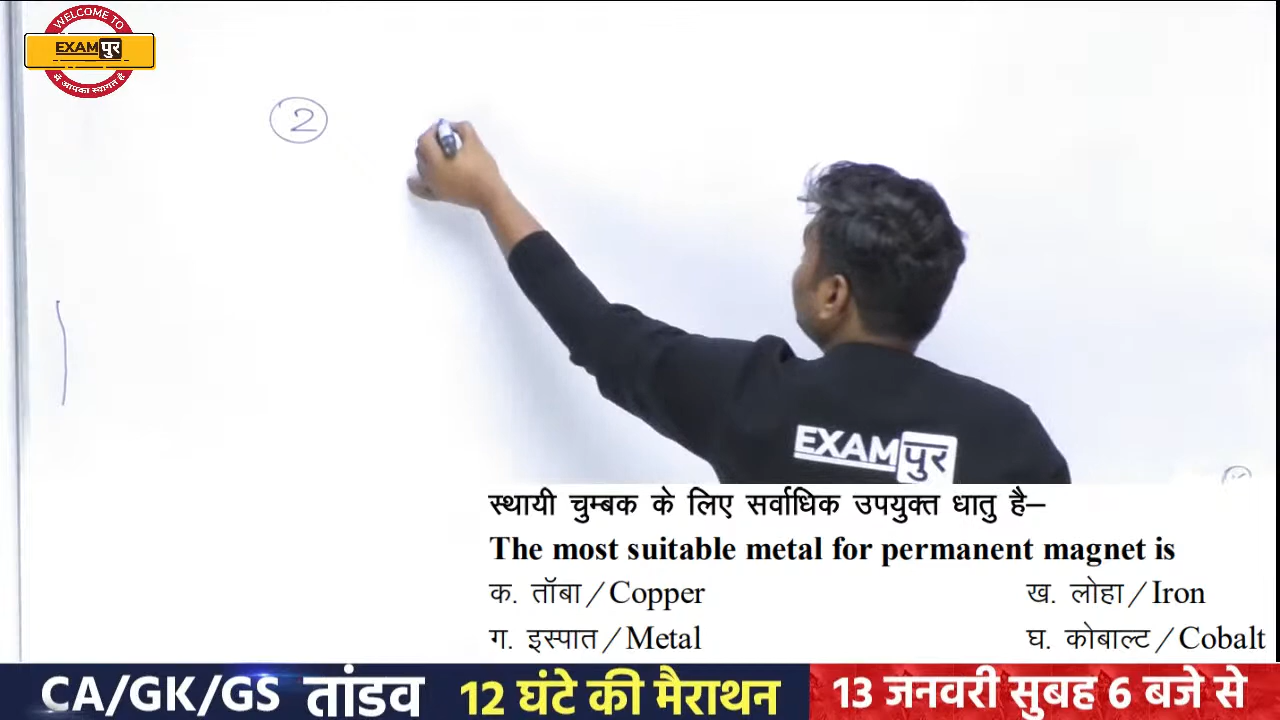 WELCOME TO
EXAMपुर
में आपका स्वागत है
2
EXAMपुर
स्थायी चुम्बक के लिए सर्वाधिक उपयुक्त धातु है–
The most suitable metal for permanent magnet is
क. ताॅबा / Copper
ख. लोहा / Iron
ग. इस्पात / Metal
घ. कोबाल्ट / Cobalt
CA/GK/GS तांडव 12 घंटे की मैराथन 13 जनवरी सुबह 6 बजे से